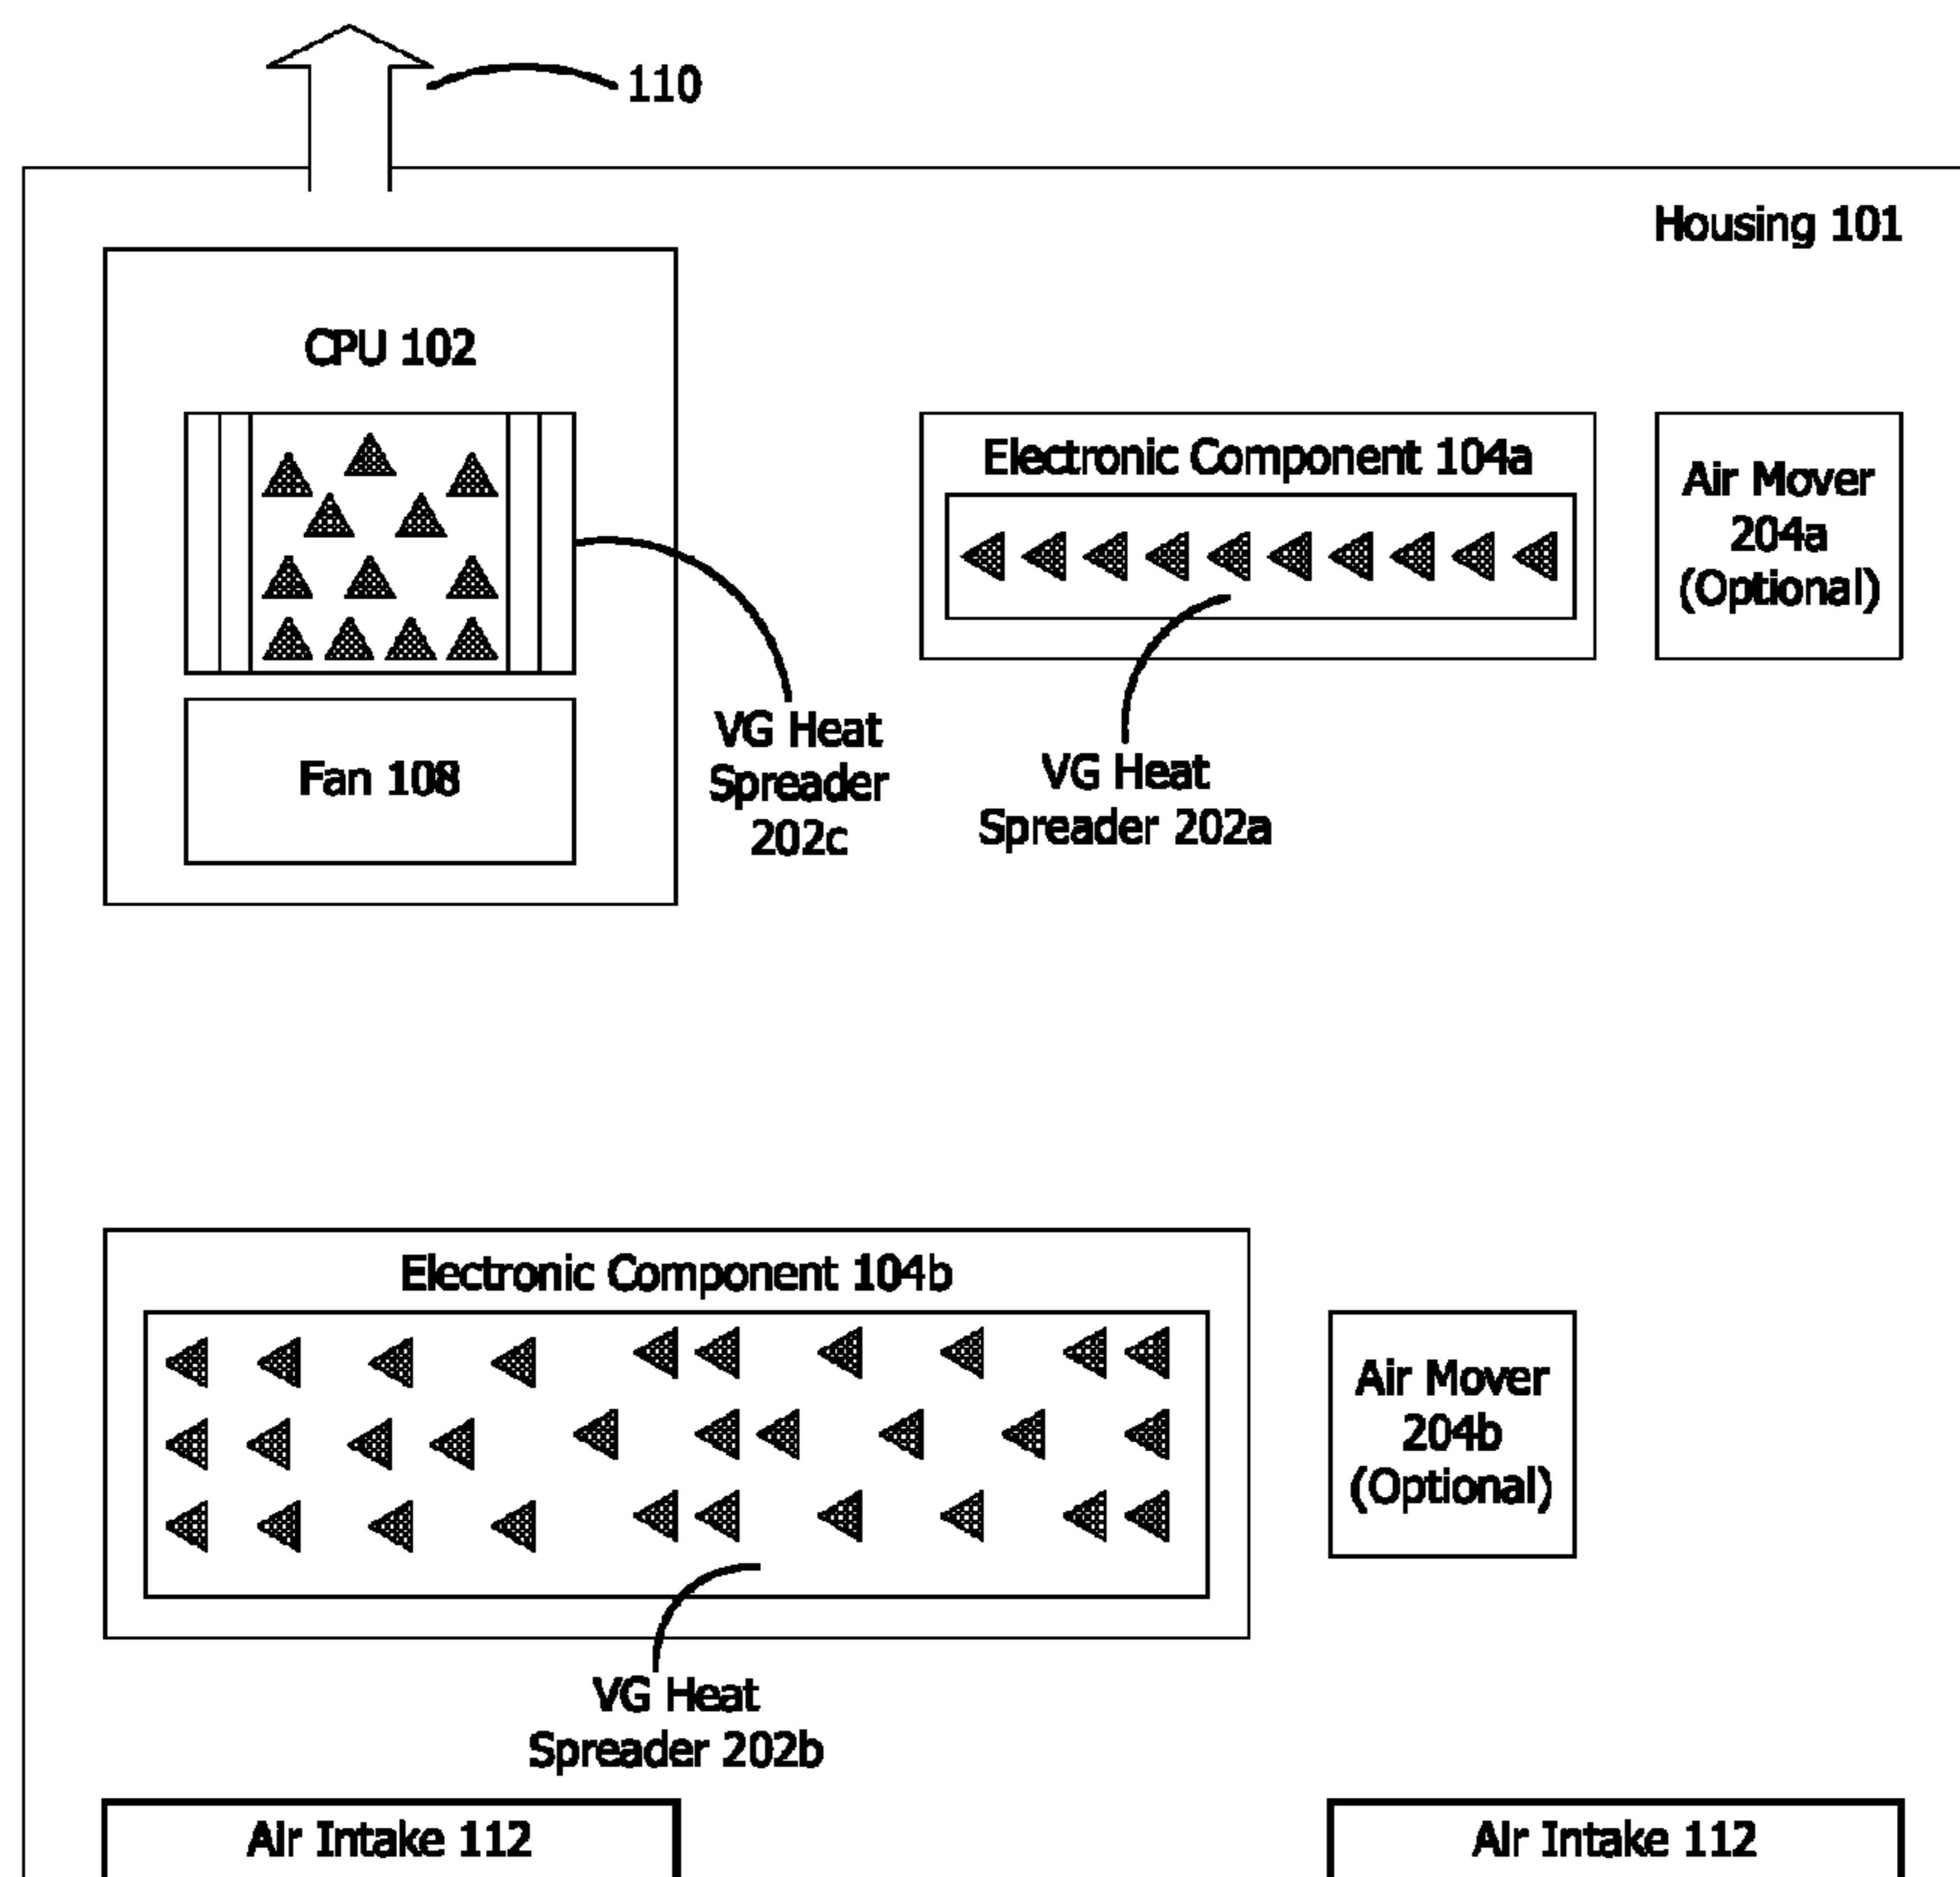 110
Housing 101
CPU 102
Electronic Component 104a
Air Mover
204a
(Optional)
Fan 108
VG Heat
Spreader
202c
VG Heat
Spreader 202a
Electronic Component 104b
Air Mover
204b
(Optional)
VG Heat
Spreader 202b
Air Intake 112
Air Intake 112